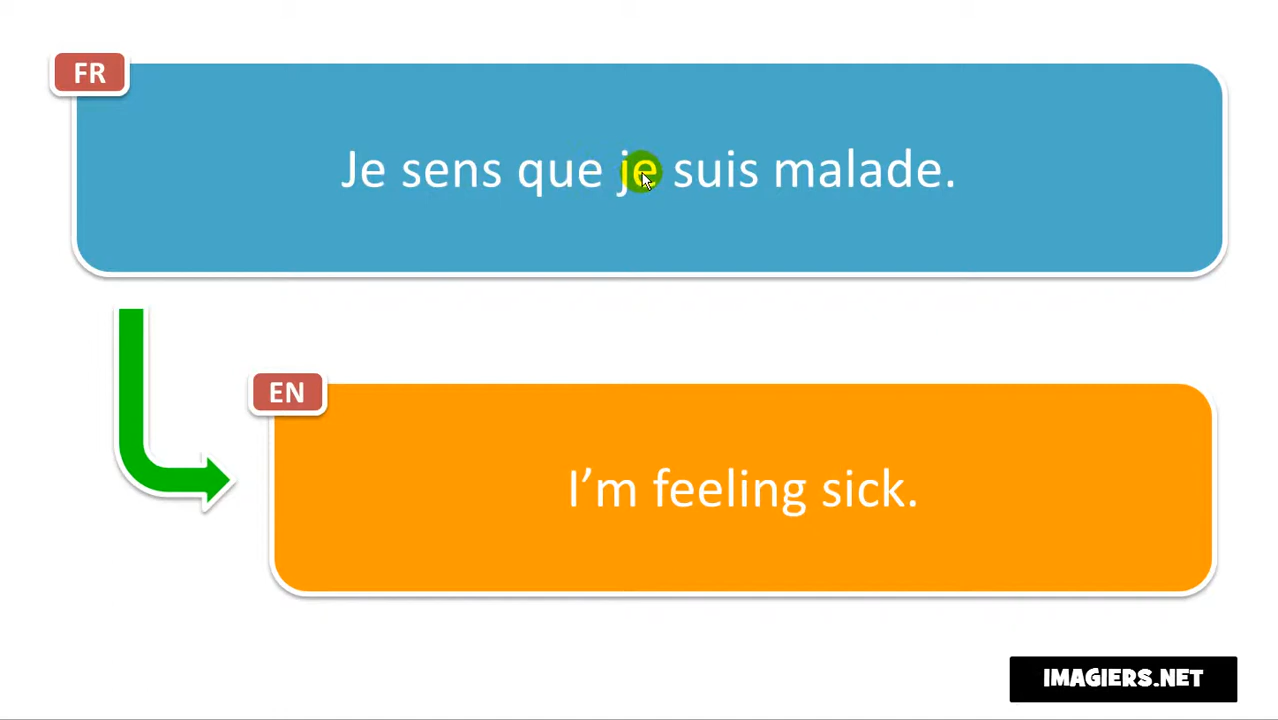 FR
Je sens que je suis malade.
EN
I’m feeling sick.
IMAGIERS.NET